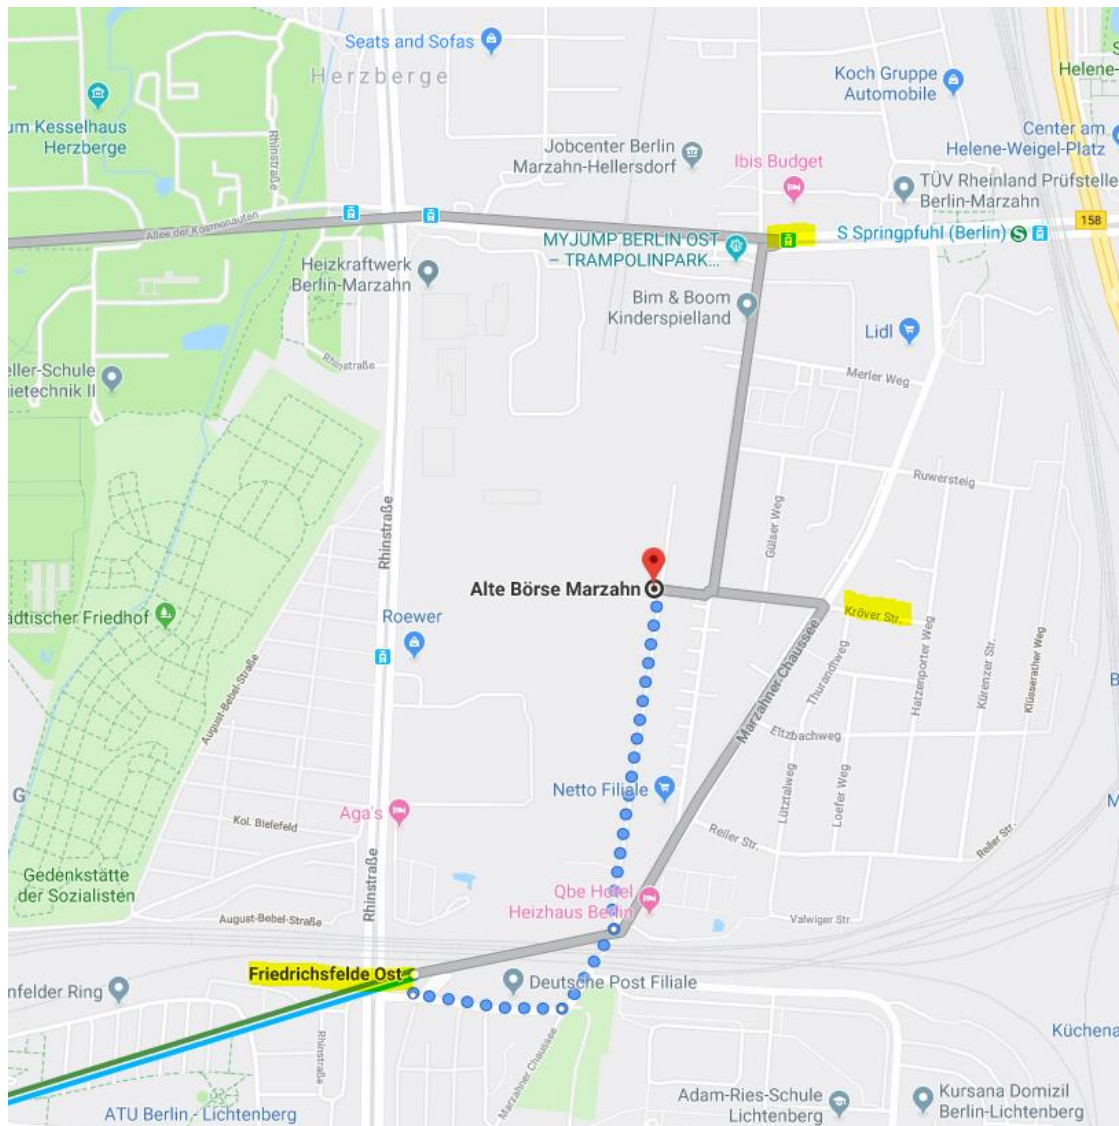 Seats and Sofas
Herzberge
Koch Gruppe
Automobile
Helene-
um Kesselhaus
Herzberge
Rhinstraße
Jobcenter Berlin
Marzahn-Hellersdorf
Center am
Helene-Weigel-Platz
Ibis Budget
TÜV Rheinland Prüfstelle
Berlin-Marzahn
158
Allee der Kosmonauten
MYJUMP BERLIN OST
– TRAMPOLINPARK...
S Springpfuhl (Berlin)
S
Heizkraftwerk
Berlin-Marzahn
Bim & Boom
Kinderspielland
Lidl
Rhinstraße
eller-Schule
gietechnik II
Merler Weg
Ruwersteig
Rhinstraße
Gülser Weg
Alte Börse Marzahn
ädtischer Friedhof
Roewer
Kröver Str.
August-Bebel-Straße
Marzahner Chaussee
Thurandtweg
Hatzenporter Weg
Kürenzer Str.
Klüsserather Weg
B
Eltzbachweg
G
Netto Filiale
Lütztalweg
Loefer Weg
M
Aga's
Kol. Bielefeld
Reiler Str.
Reiler Str.
Gedenkstätte
der Sozialisten
Rhinstraße
Qbe Hotel
Heizhaus Berlin
August-Bebel-Straße
Valwiger Str.
Friedrichsfelde Ost
enfelder Ring
Deutsche Post Filiale
Rhinstraße
Marzahner Chaussee
Küchena
ATU Berlin - Lichtenberg
Adam-Ries-Schule
Lichtenberg
Kursana Domizil
Berlin-Lichtenberg